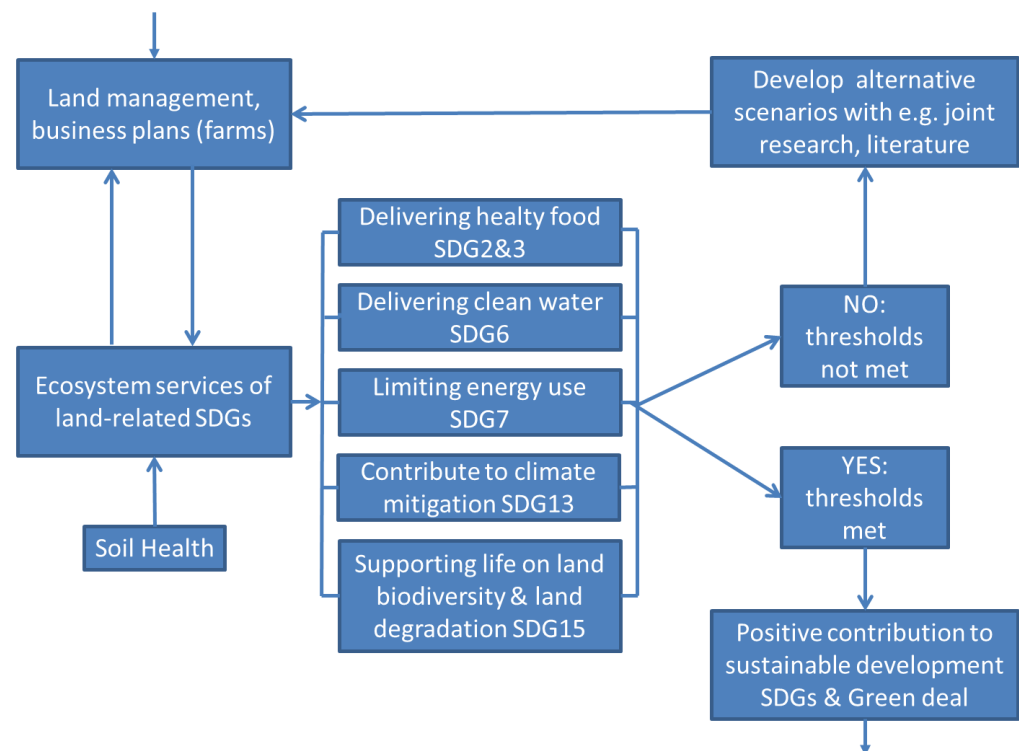 Land management,
business plans (farms)
Develop alternative
scenarios with e.g. joint
research, literature
Delivering healty food
SDG2&3
Delivering clean water
SDG6
NO:
thresholds
not met
Ecosystem services of
land-related SDGs
Limiting energy use
SDG7
Contribute to climate
mitigation SDG13
YES:
thresholds
met
Soil Health
Supporting life on land
biodiversity & land
degradation SDG15
Positive contribution to
sustainable development
SDGs & Green deal